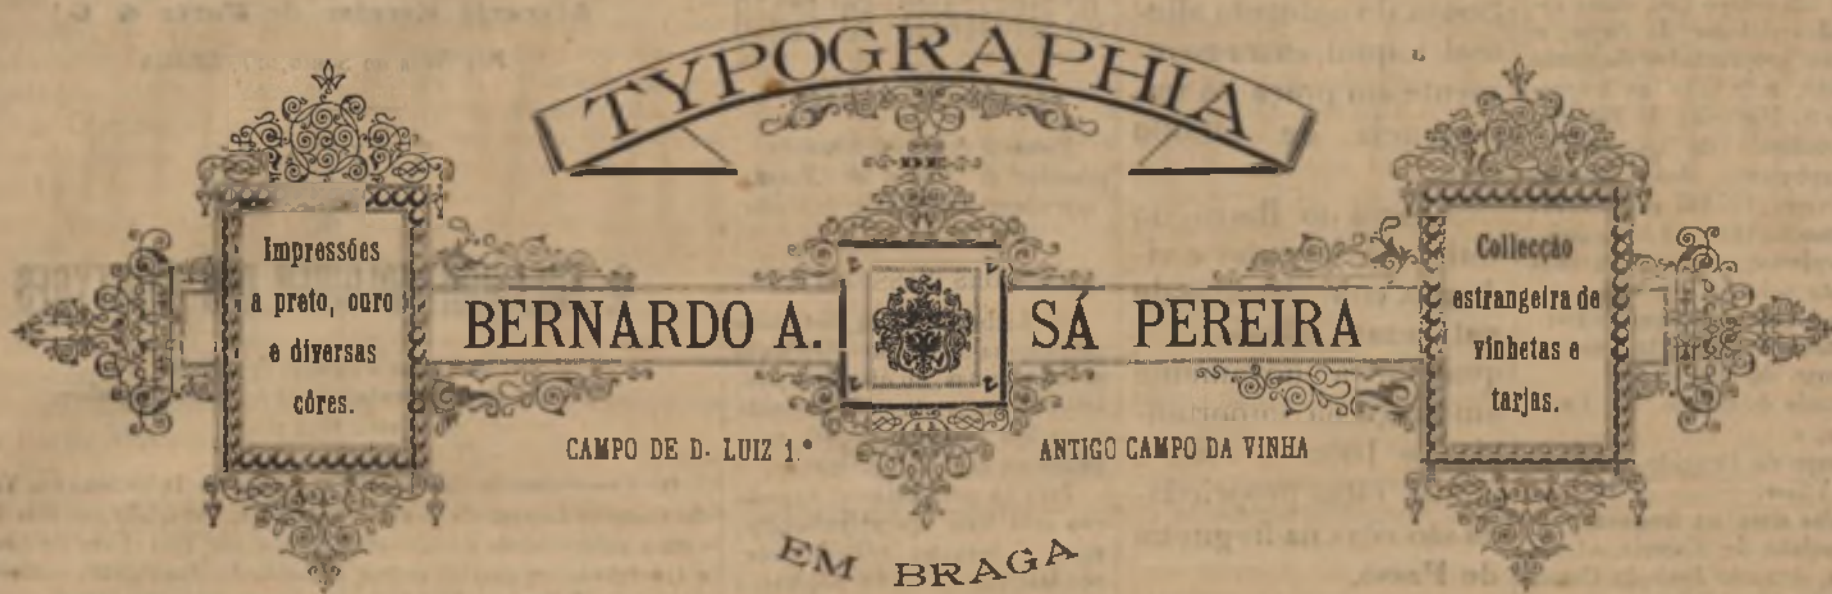 TYPOGRAPHIA
Impressões
a preto, ouro
e diversas
côres.
BERNARDO A. SÁ PEREIRA
Collecção
estrangeira de
vinhetas e
tarjas.
CAMPO DE D. LUIZ 1.º
ANTIGO CAMPO DA VINHA
EM BRAGA